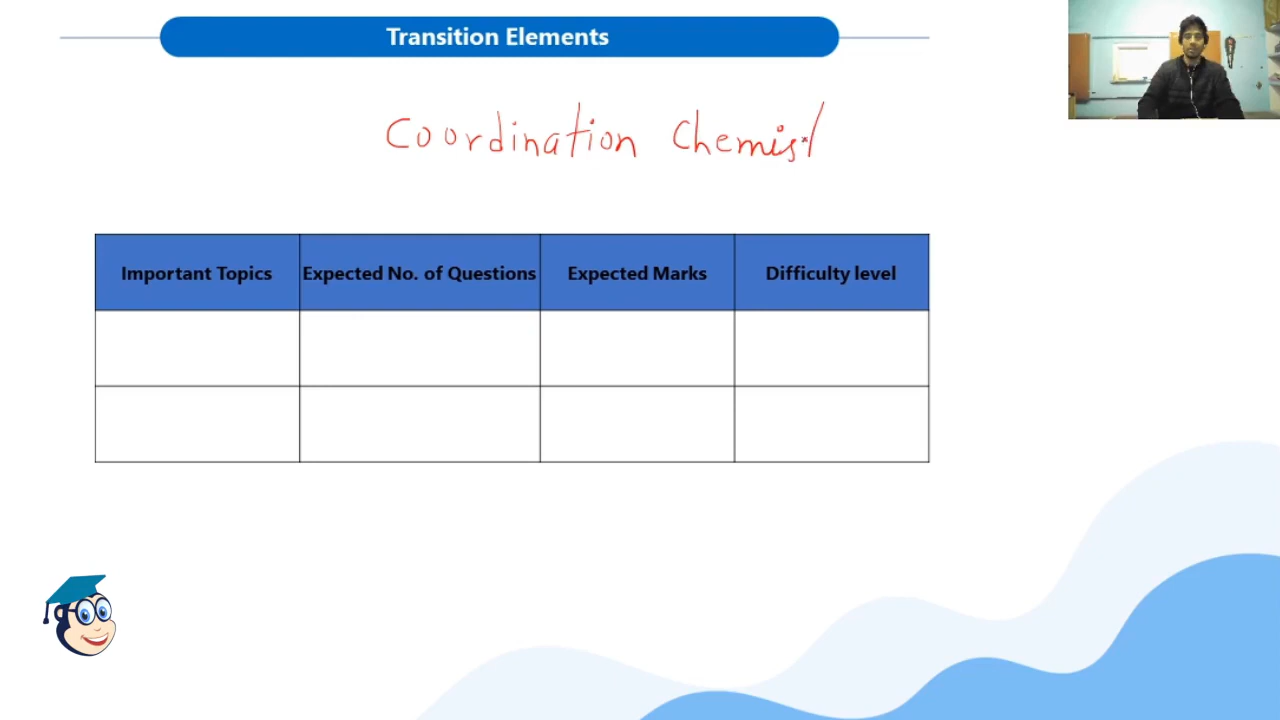 Transition Elements
Coordination Chemist
Important Topics Expected No. of Questions Expected Marks Difficulty level